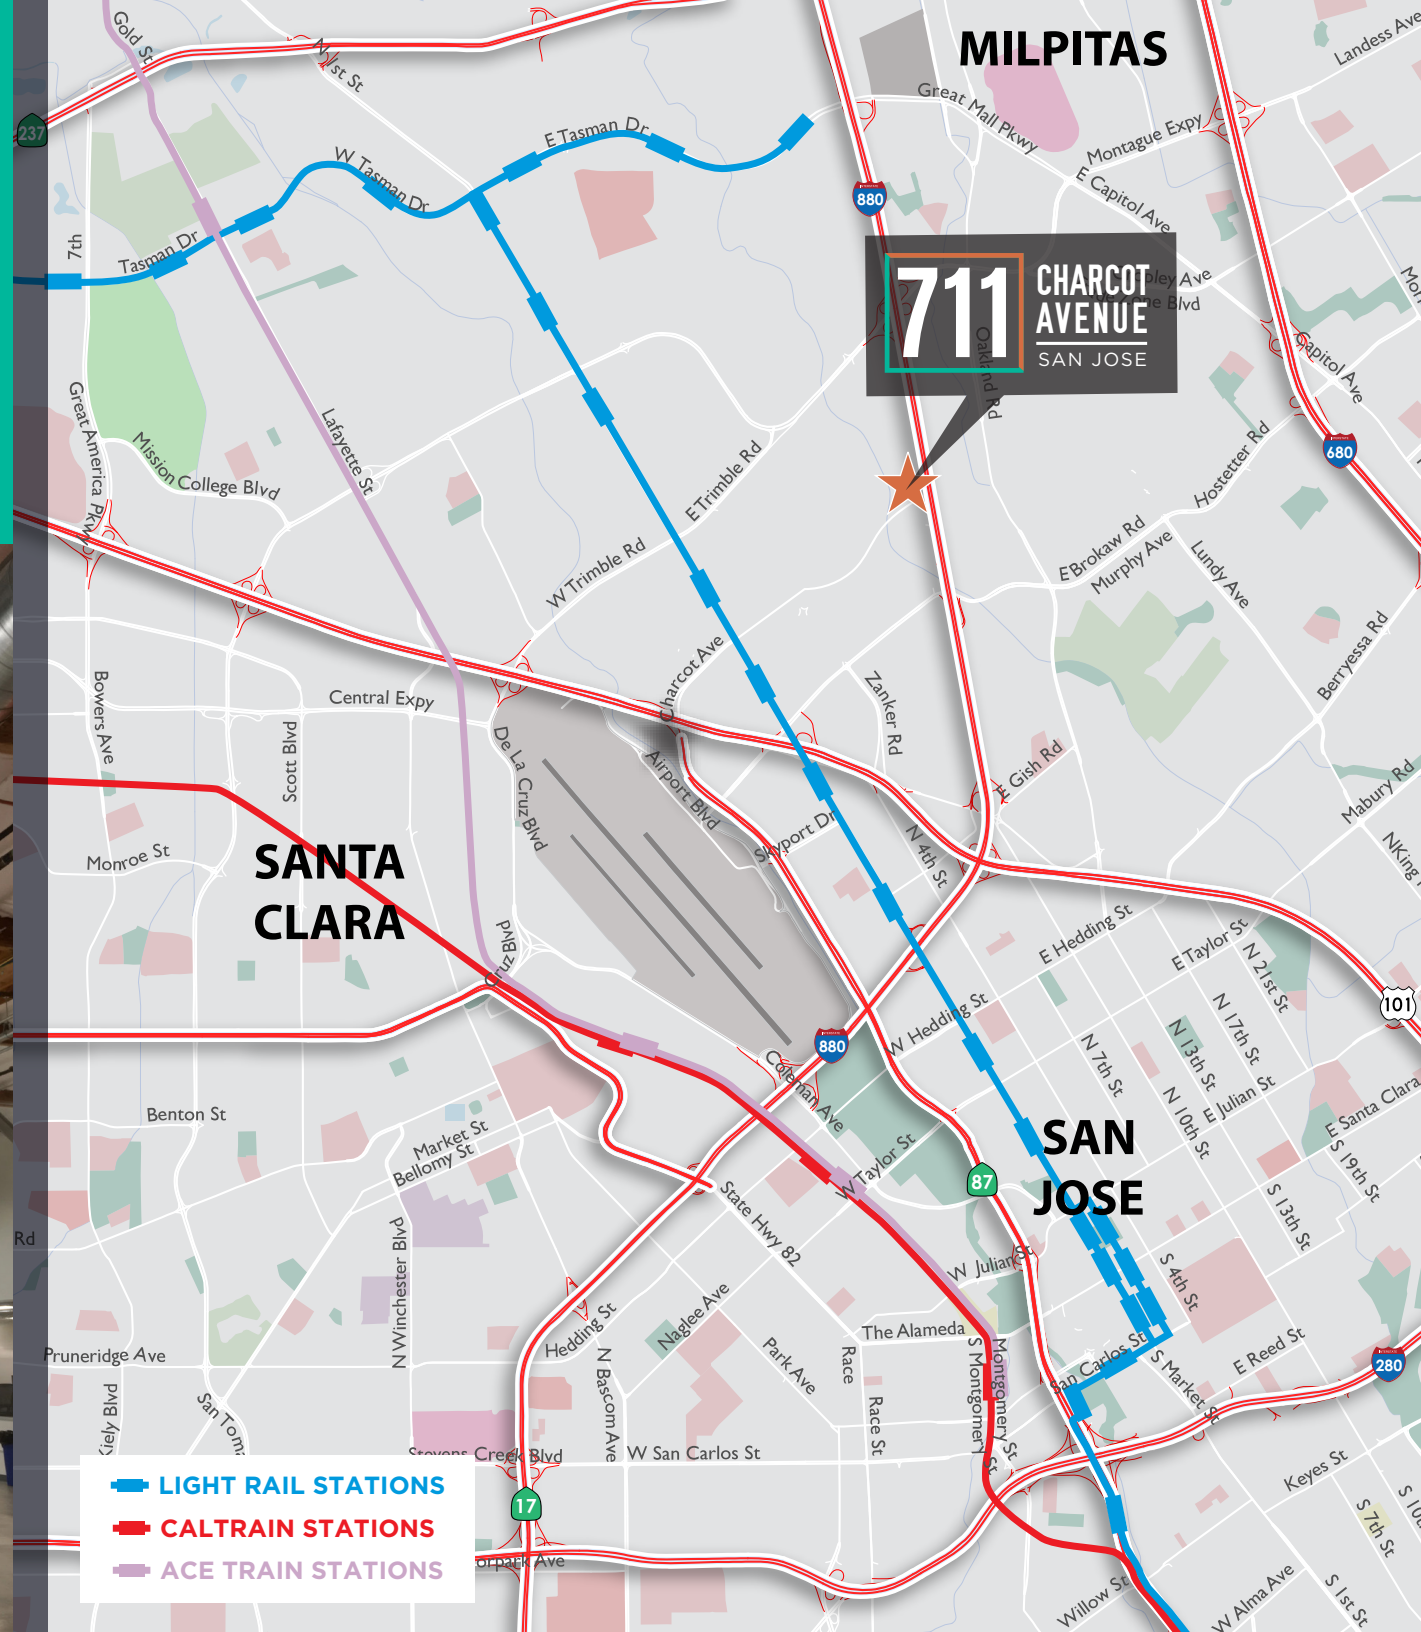 MILPITAS
Gold St
N 1st St
Landess Ave
237
Great Mall Pkwy
Montague Expy
E Tasman Dr
W Tasman Dr
E Capitol Ave
880
7th
Tasman Dr
711
CHARCOT
AVENUE
SAN JOSE
Oakland Rd
Capitol Ave
Great America Pkwy
Mission College Blvd
Lafayette St
E Trimble Rd
W Trimble Rd
Hostetter Rd
680
E Brokaw Rd
Murphy Ave
Lundy Ave
Berryessa Rd
Charcot Ave
Zanker Rd
Bowers Ave
Central Expy
Scott Blvd
De La Cruz Blvd
Airport Blvd
E Gish Rd
Mabury Rd
Skyport Dr
N 4th St
N King
SANTA
CLARA
Monroe St
Cruz Blvd
E Hedding St
E Taylor St
N 21st St
101
N 17th St
N 13th St
W Hedding St
N 7th St
N 10th St
E Julian St
E Santa Clara
880
Coleman Ave
Benton St
Market St
Bellomy St
W Taylor St
87
SAN
JOSE
S 19th St
S 13th St
State Hwy 82
Rd
N Winchester Blvd
W Julian St
S 4th St
Naglee Ave
Hedding St
The Alameda
Pruneridge Ave
Park Ave
Race
S Montgomery St
Montgomery St
San Carlos St
S Market St
E Reed St
280
Kiely Blvd
San Tom
N Bascom Ave
Race St
Stevens Creek Blvd
W San Carlos St
Keyes St
17
S 7th St
S 10th
orpark Ave
Willow St
W Alma Ave
S 1st St
LIGHT RAIL STATIONS
CALTRAIN STATIONS
ACE TRAIN STATIONS